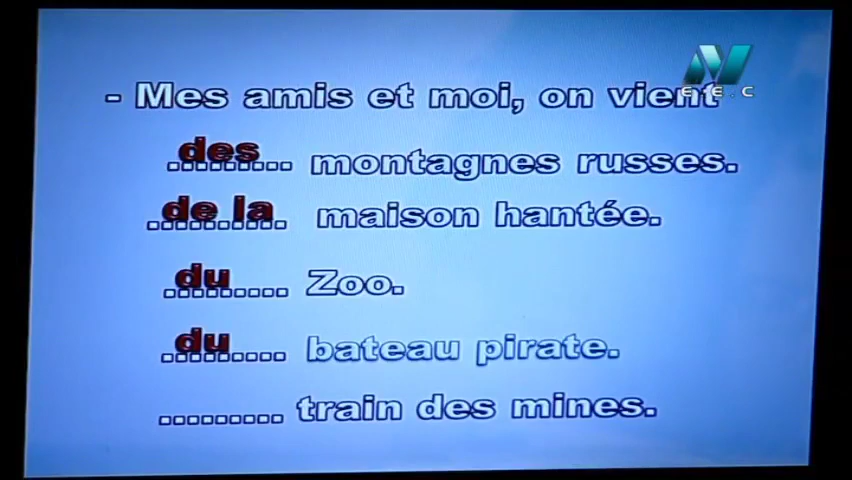 - Mes amis et moi, on vient
...des...... montagnes russes.
...de la... maison hantée.
...du...... Zoo.
...du...... bateau pirate.
.......... train des mines.
E.E.C